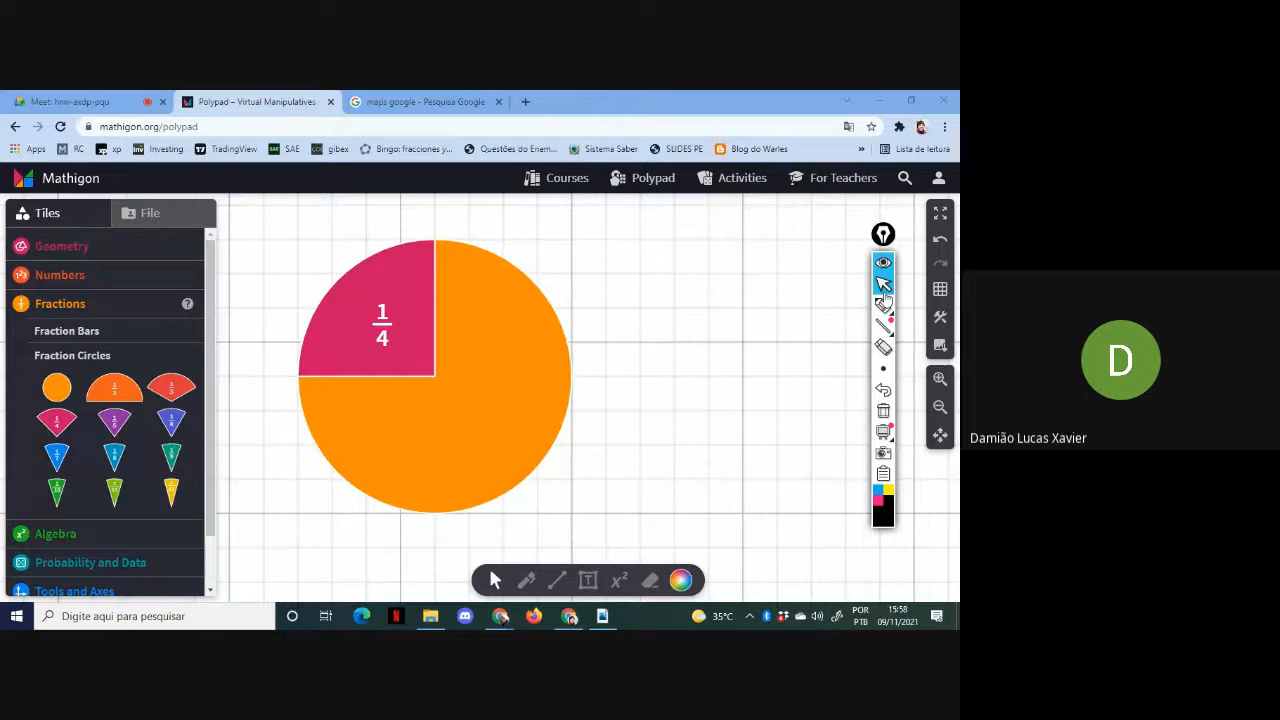 Meet: hnw-axdp-pqu
Polypad – Virtual Manipulatives
maps google - Pesquisa Google
mathigon.org/polypad
Apps RC xp Investing TradingView SAE gibex Bingo: fracciones y... Questões do Enem... Sistema Saber SLIDES PE Blog do Warles » Lista de leitura
Mathigon
Courses Polypad Activities For Teachers
Tiles File
Geometry
Numbers
Fractions ?
Fraction Bars
Fraction Circles
Algebra
Probability and Data
Tools and Axes
1
4
T x²
D
Damião Lucas Xavier
Digite aqui para pesquisar
35°C
POR
PTB
15:58
09/11/2021